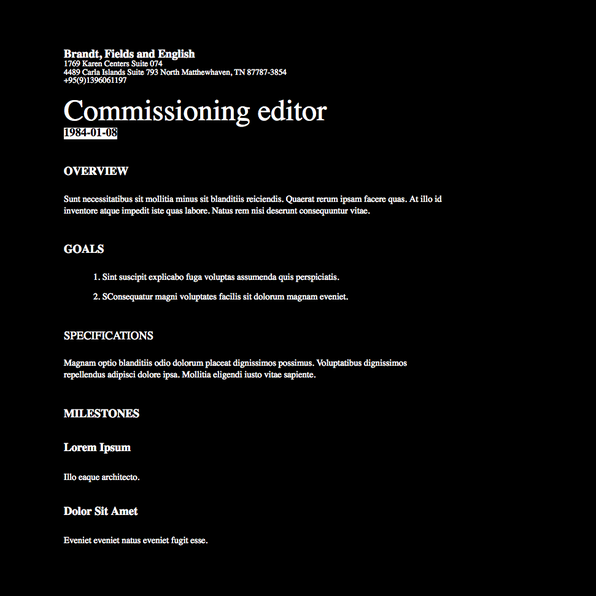 Brandt, Fields and English
1769 Karen Centers Suite 074
4489 Carla Islands Suite 793 North Matthewhaven, TN 87787-3854
+95(9)1396061197
Commissioning editor
1984-01-08
OVERVIEW
Sunt necessitatibus sit mollitia minus sit blanditiis reiciendis. Quaerat rerum ipsam facere quas. At illo id
inventore atque impedit iste quas labore. Natus rem nisi deserunt consequuntur vitae.
GOALS
1. Sint suscipit explicabo fuga voluptas assumenda quis perspiciatis.
2. SConsequatur magni voluptates facilis sit dolorum magnam eveniet.
SPECIFICATIONS
Magnam optio blanditiis odio dolorum placeat dignissimos possimus. Voluptatibus dignissimos
repellendus adipisci dolore ipsa. Mollitia eligendi iusto vitae sapiente.
MILESTONES
Lorem Ipsum
Illo eaque architecto.
Dolor Sit Amet
Eveniet eveniet natus eveniet fugit esse.